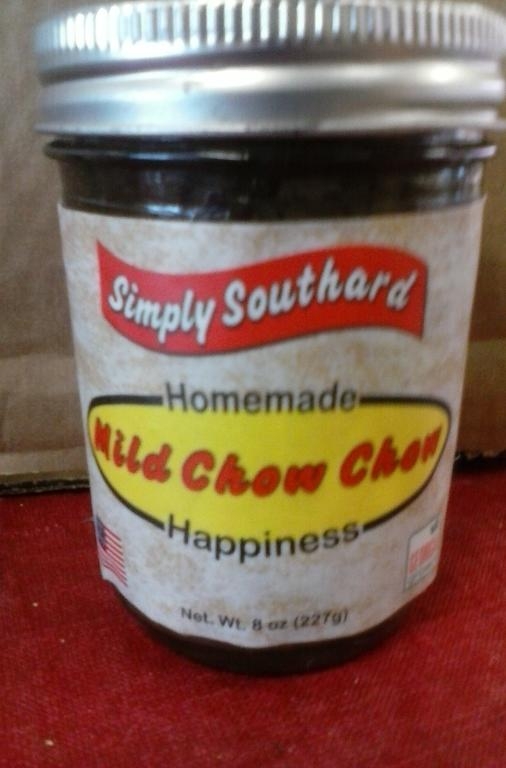 Simply Southard
Homemade
Mild Chow Chow
Happiness
Net. Wt. 8 oz (227g)